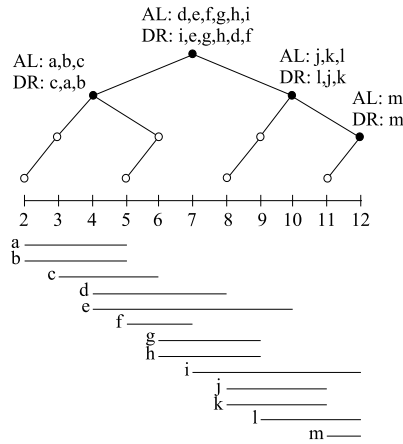 AL: d,e,f,g,h,i
DR: i,e,g,h,d,f
AL: a,b,c
DR: c,a,b
AL: j,k,l
DR: l,j,k
AL: m
DR: m
2 3 4 5 6 7 8 9 10 11 12
a
b
c
d
e
f
g
h
i
j
k
l
m